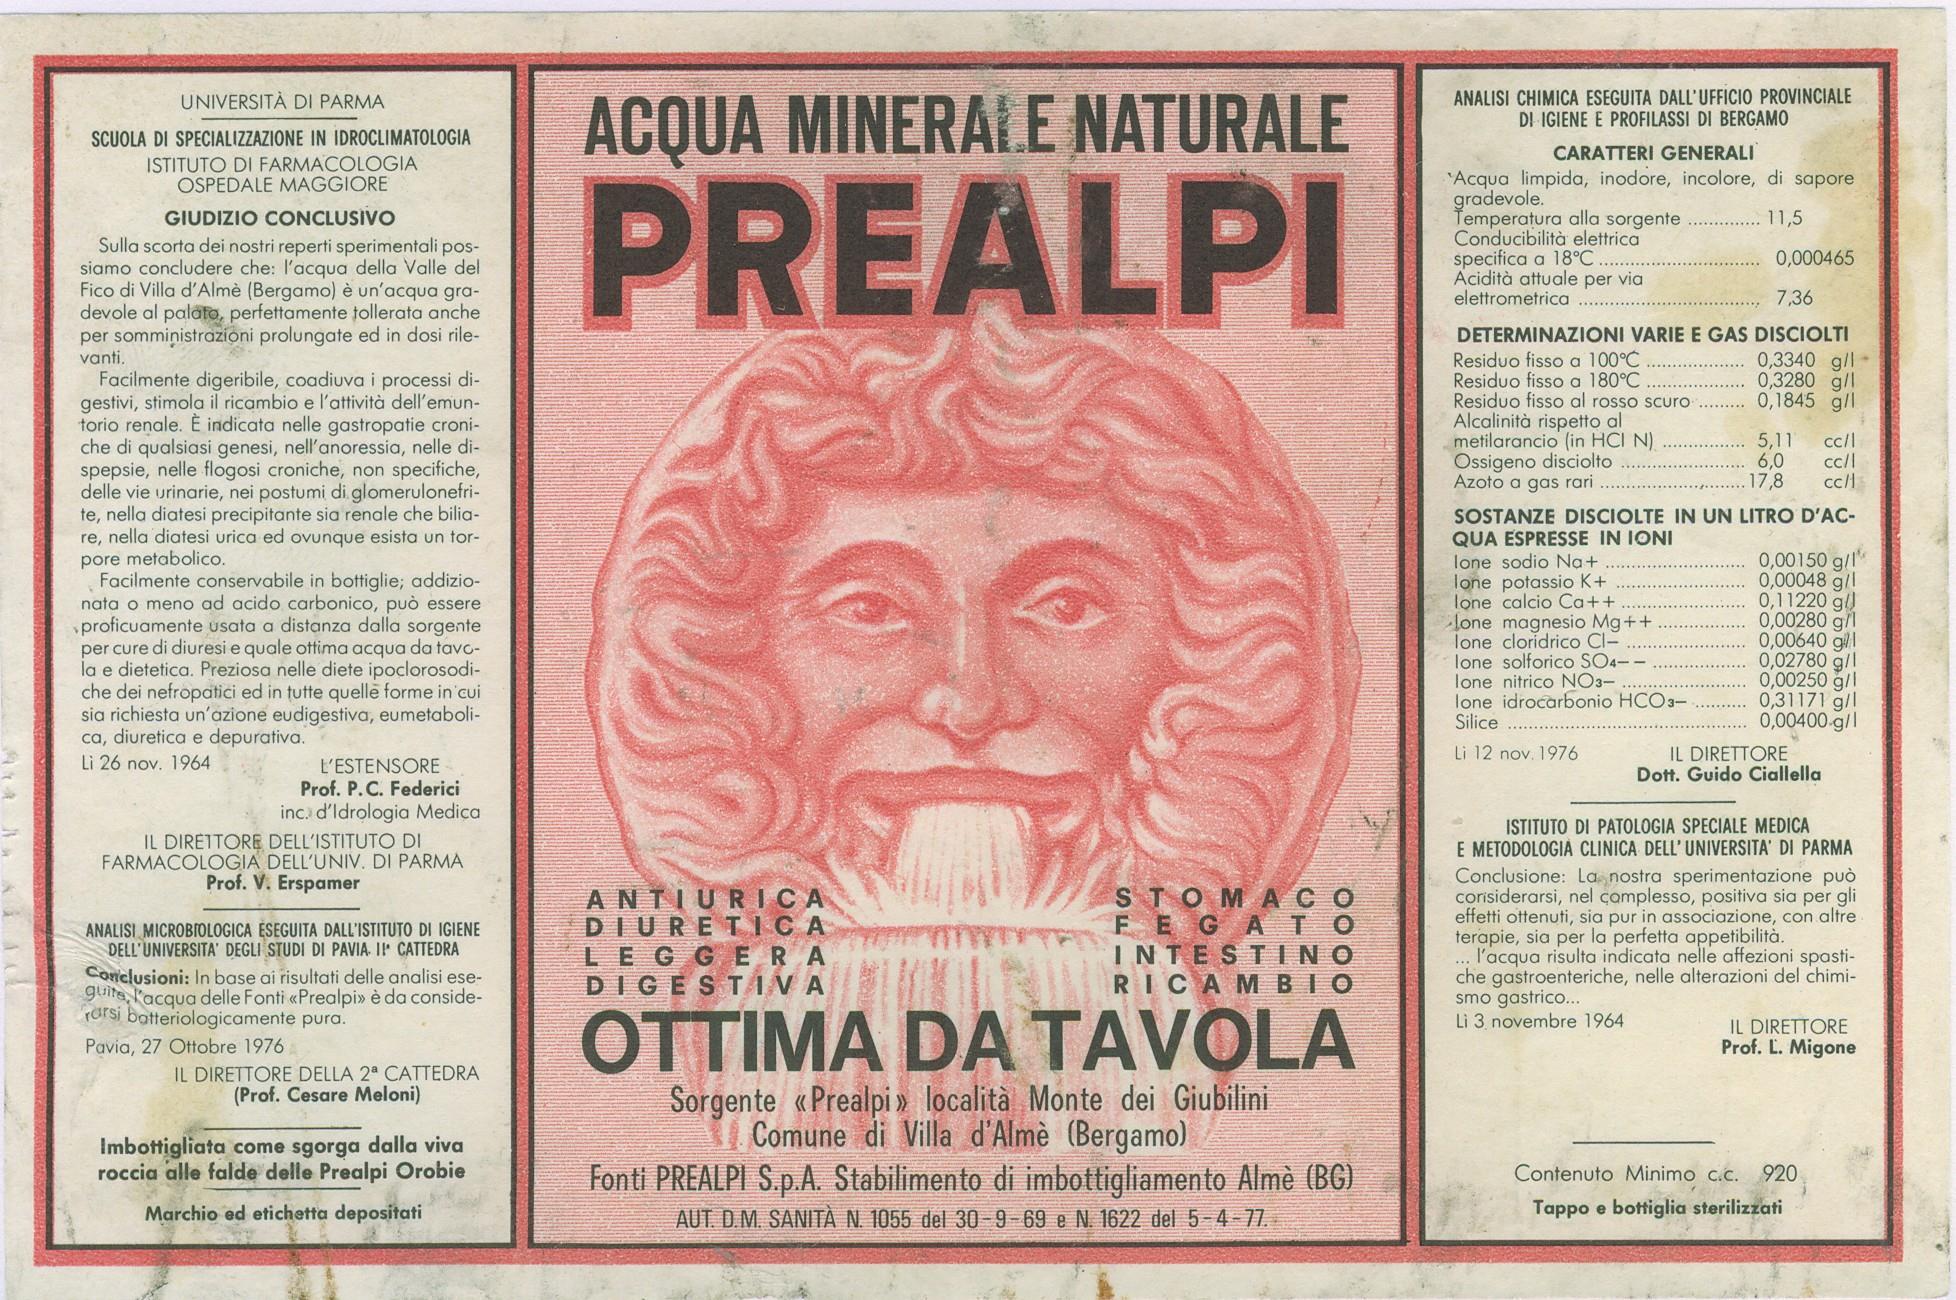 UNIVERSITÀ DI PARMA
SCUOLA DI SPECIALIZZAZIONE IN IDROCLIMATOLOGIA
ISTITUTO DI FARMACOLOGIA
OSPEDALE MAGGIORE
GIUDIZIO CONCLUSIVO
Sulla scorta dei nostri reperti sperimentali pos-
siamo concludere che: l'acqua della Valle del
Fico di Villa d'Almè (Bergamo) è un'acqua gra-
devole al palato, perfettamente tollerata anche
per somministrazioni prolungate ed in dosi rile-
vanti.
Facilmente digeribile, coadiuva i processi di-
gestivi, stimola il ricambio e l'attività dell'emun-
torio renale. È indicata nelle gastropatie croni-
che di qualsiasi genesi, nell'anoressia, nelle di-
spepsie, nelle flogosi croniche, non specifiche,
delle vie urinarie, nei postumi di glomerulonefri-
te, nella diatesi precipitante sia renale che bilia-
re, nella diatesi urica ed ovunque esista un tor-
pore metabolico.
Facilmente conservabile in bottiglie; addizio-
nata o meno ad acido carbonico, può essere
proficuamente usata a distanza dalla sorgente
per cure di diuresi e quale ottima acqua da tavo-
la e dietetica. Preziosa nelle diete ipoclorosodi-
che dei nefropatici ed in tutte quelle forme in cui
sia richiesta un'azione eudigestiva, eumetaboli-
ca, diuretica e depurativa.
Lì 26 nov. 1964
L'ESTENSORE
Prof. P.C. Federici
inc. d'Idrologia Medica
IL DIRETTORE DELL'ISTITUTO DI
FARMACOLOGIA DELL'UNIV. DI PARMA
Prof. V. Erspamer
ANALISI MICROBIOLOGICA ESEGUITA DALL'ISTITUTO DI IGIENE
DELL'UNIVERSITA' DEGLI STUDI DI PAVIA. IIª CATTEDRA
Conclusioni: In base ai risultati delle analisi ese-
guite, l'acqua delle Fonti «Prealpi» è da conside-
rarsi batteriologicamente pura.
Pavia, 27 Ottobre 1976
IL DIRETTORE DELLA 2ª CATTEDRA
(Prof. Cesare Meloni)
Imbottigliata come sgorga dalla viva
roccia alle falde delle Prealpi Orobie
Marchio ed etichetta depositati
ACQUA MINERALE NATURALE
PREALPI
ANTIURICA
DIURETICA
LEGGERA
DIGESTIVA
STOMACO
FEGATO
INTESTINO
RICAMBIO
OTTIMA DA TAVOLA
Sorgente «Prealpi» località Monte dei Giubilini
Comune di Villa d'Almè (Bergamo)
Fonti PREALPI S.p.A. Stabilimento di imbottigliamento Almè (BG)
AUT. D.M. SANITÀ N. 1055 del 30-9-69 e N. 1622 del 5-4-77.
ANALISI CHIMICA ESEGUITA DALL'UFFICIO PROVINCIALE
DI IGIENE E PROFILASSI DI BERGAMO
CARATTERI GENERALI
Acqua limpida, inodore, incolore, di sapore
gradevole.
Temperatura alla sorgente ............. 11,5
Conducibilità elettrica
specifica a 18°C ............................. 0,000465
Acidità attuale per via
elettrometrica ................................. 7,36
DETERMINAZIONI VARIE E GAS DISCIOLTI
Residuo fisso a 100°C .................. 0,3340 g/l
Residuo fisso a 180°C .................. 0,3280 g/l
Residuo fisso al rosso scuro ......... 0,1845 g/l
Alcalinità rispetto al
metilarancio (in HCl N) ............... 5,11 cc/l
Ossigeno disciolto ....................... 6,0 cc/l
Azoto a gas rari .......................... 17,8 cc/l
SOSTANZE DISCIOLTE IN UN LITRO D'AC-
QUA ESPRESSE IN IONI
Ione sodio Na+ .......................... 0,00150 g/l
Ione potassio K+ ........................ 0,00048 g/l
Ione calcio Ca++ ....................... 0,11220 g/l
Ione magnesio Mg++ ................ 0,00280 g/l
Ione cloridrico Cl− ...................... 0,00640 g/l
Ione solforico SO4−− ................. 0,02780 g/l
Ione nitrico NO3− ........................ 0,00250 g/l
Ione idrocarbonio HCO3− .......... 0,31171 g/l
Silice ............................................ 0,00400 g/l
Lì 12 nov. 1976
IL DIRETTORE
Dott. Guido Ciallella
ISTITUTO DI PATOLOGIA SPECIALE MEDICA
E METODOLOGIA CLINICA DELL'UNIVERSITA' DI PARMA
Conclusione: La nostra sperimentazione può
considerarsi, nel complesso, positiva sia per gli
effetti ottenuti, sia pur in associazione, con altre
terapie, sia per la perfetta appetibilità.
... l'acqua risulta indicata nelle affezioni spasti-
che gastroenteriche, nelle alterazioni del chimi-
smo gastrico...
Lì 3 novembre 1964
IL DIRETTORE
Prof. L. Migone
Contenuto Minimo c.c. 920
Tappo e bottiglia sterilizzati